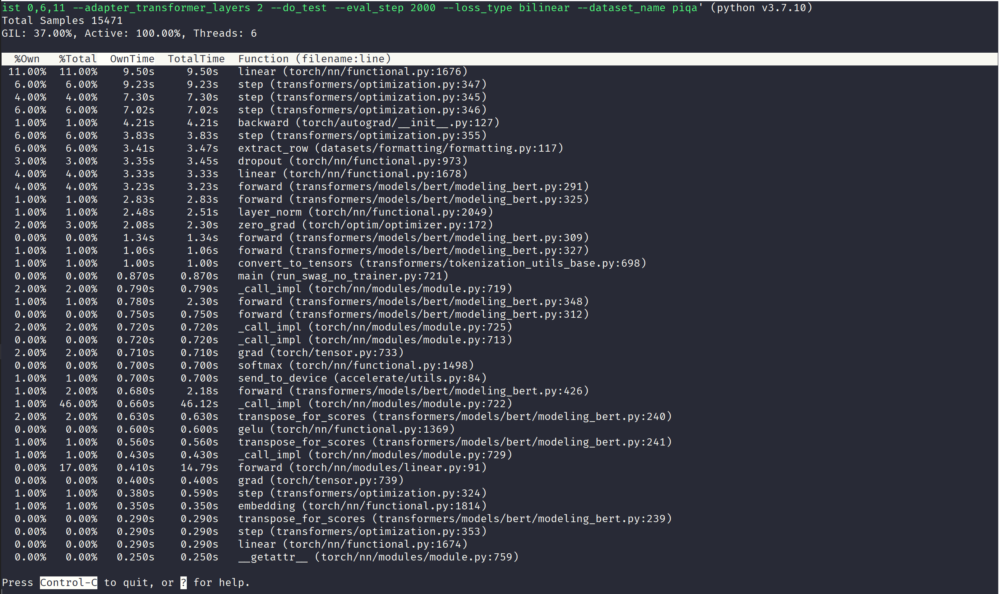 ist 0,6,11 --adapter_transformer_layers 2 --do_test --eval_step 2000 --loss_type bilinear --dataset_name piqa' (python v3.7.10)
Total Samples 15471
GIL: 37.00%, Active: 100.00%, Threads: 6
%Own %Total OwnTime TotalTime Function (filename:line)
11.00% 11.00% 9.50s 9.50s linear (torch/nn/functional.py:1676)
6.00% 6.00% 9.23s 9.23s step (transformers/optimization.py:347)
4.00% 4.00% 7.30s 7.30s step (transformers/optimization.py:345)
6.00% 6.00% 7.02s 7.02s step (transformers/optimization.py:346)
1.00% 1.00% 4.21s 4.21s backward (torch/autograd/__init__.py:127)
6.00% 6.00% 3.83s 3.83s step (transformers/optimization.py:355)
6.00% 6.00% 3.41s 3.47s extract_row (datasets/formatting/formatting.py:117)
3.00% 3.00% 3.35s 3.45s dropout (torch/nn/functional.py:973)
4.00% 4.00% 3.33s 3.33s linear (torch/nn/functional.py:1678)
4.00% 4.00% 3.23s 3.23s forward (transformers/models/bert/modeling_bert.py:291)
1.00% 1.00% 2.83s 2.83s forward (transformers/models/bert/modeling_bert.py:325)
1.00% 1.00% 2.48s 2.51s layer_norm (torch/nn/functional.py:2049)
2.00% 3.00% 2.08s 2.30s zero_grad (torch/optim/optimizer.py:172)
0.00% 0.00% 1.34s 1.34s forward (transformers/models/bert/modeling_bert.py:309)
1.00% 1.00% 1.06s 1.06s forward (transformers/models/bert/modeling_bert.py:327)
1.00% 1.00% 1.00s 1.00s convert_to_tensors (transformers/tokenization_utils_base.py:698)
0.00% 0.00% 0.870s 0.870s main (run_swag_no_trainer.py:721)
2.00% 2.00% 0.790s 0.790s _call_impl (torch/nn/modules/module.py:719)
1.00% 1.00% 0.780s 2.30s forward (transformers/models/bert/modeling_bert.py:348)
0.00% 0.00% 0.750s 0.750s forward (transformers/models/bert/modeling_bert.py:312)
2.00% 2.00% 0.720s 0.720s _call_impl (torch/nn/modules/module.py:725)
0.00% 0.00% 0.720s 0.720s _call_impl (torch/nn/modules/module.py:713)
2.00% 2.00% 0.710s 0.710s grad (torch/tensor.py:733)
0.00% 0.00% 0.700s 0.700s softmax (torch/nn/functional.py:1498)
1.00% 1.00% 0.700s 0.700s send_to_device (accelerate/utils.py:84)
1.00% 2.00% 0.680s 2.18s forward (transformers/models/bert/modeling_bert.py:426)
1.00% 46.00% 0.660s 46.12s _call_impl (torch/nn/modules/module.py:722)
2.00% 2.00% 0.630s 0.630s transpose_for_scores (transformers/models/bert/modeling_bert.py:240)
0.00% 0.00% 0.600s 0.600s gelu (torch/nn/functional.py:1369)
1.00% 1.00% 0.560s 0.560s transpose_for_scores (transformers/models/bert/modeling_bert.py:241)
1.00% 1.00% 0.430s 0.430s _call_impl (torch/nn/modules/module.py:729)
0.00% 17.00% 0.410s 14.79s forward (torch/nn/modules/linear.py:91)
0.00% 0.00% 0.400s 0.400s grad (torch/tensor.py:739)
1.00% 1.00% 0.380s 0.590s step (transformers/optimization.py:324)
1.00% 1.00% 0.350s 0.350s embedding (torch/nn/functional.py:1814)
0.00% 0.00% 0.290s 0.290s transpose_for_scores (transformers/models/bert/modeling_bert.py:239)
0.00% 0.00% 0.290s 0.290s step (transformers/optimization.py:353)
0.00% 0.00% 0.290s 0.290s linear (torch/nn/functional.py:1674)
0.00% 0.00% 0.250s 0.250s __getattr__ (torch/nn/modules/module.py:759)
Press Control-C to quit, or ? for help.